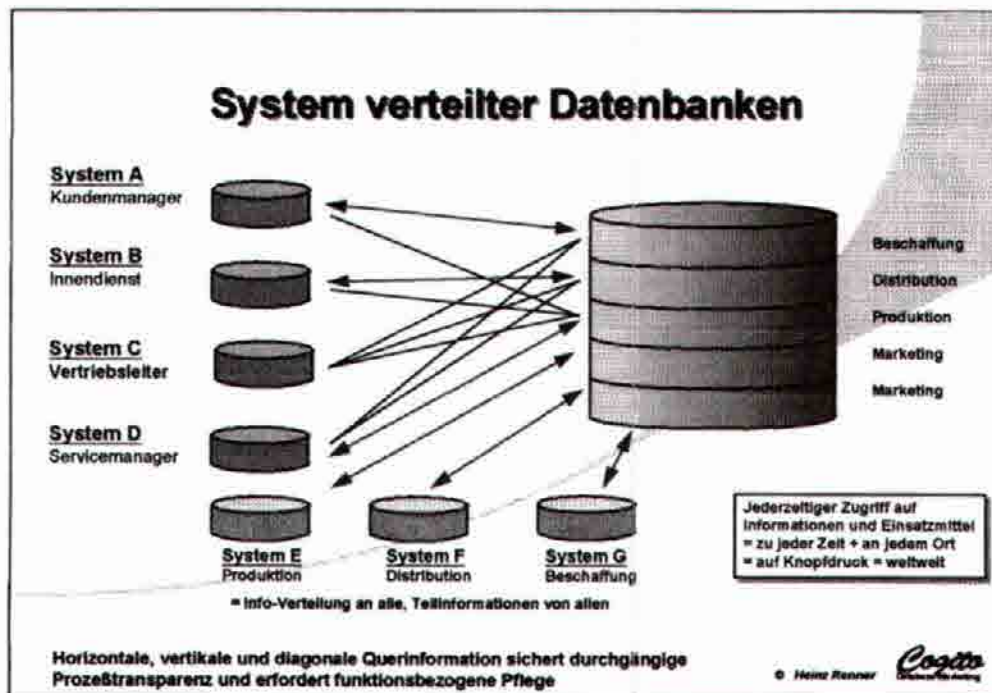 System verteilter Datenbanken
System A
Kundenmanager
System B
Innendienst
System C
Vertriebsleiter
System D
Servicemanager
Beschaffung
Distribution
Produktion
Marketing
Marketing
System E
Produktion
System F
Distribution
System G
Beschaffung
= Info-Verteilung an alle, Teilinformationen von allen
Jederzeitiger Zugriff auf
Informationen und Einsatzmittel
= zu jeder Zeit + an jedem Ort
= auf Knopfdruck = weltweit
Horizontale, vertikale und diagonale Querinformation sichert durchgängige
Prozeßtransparenz und erfordert funktionsbezogene Pflege
© Heinz Renner
Cogito